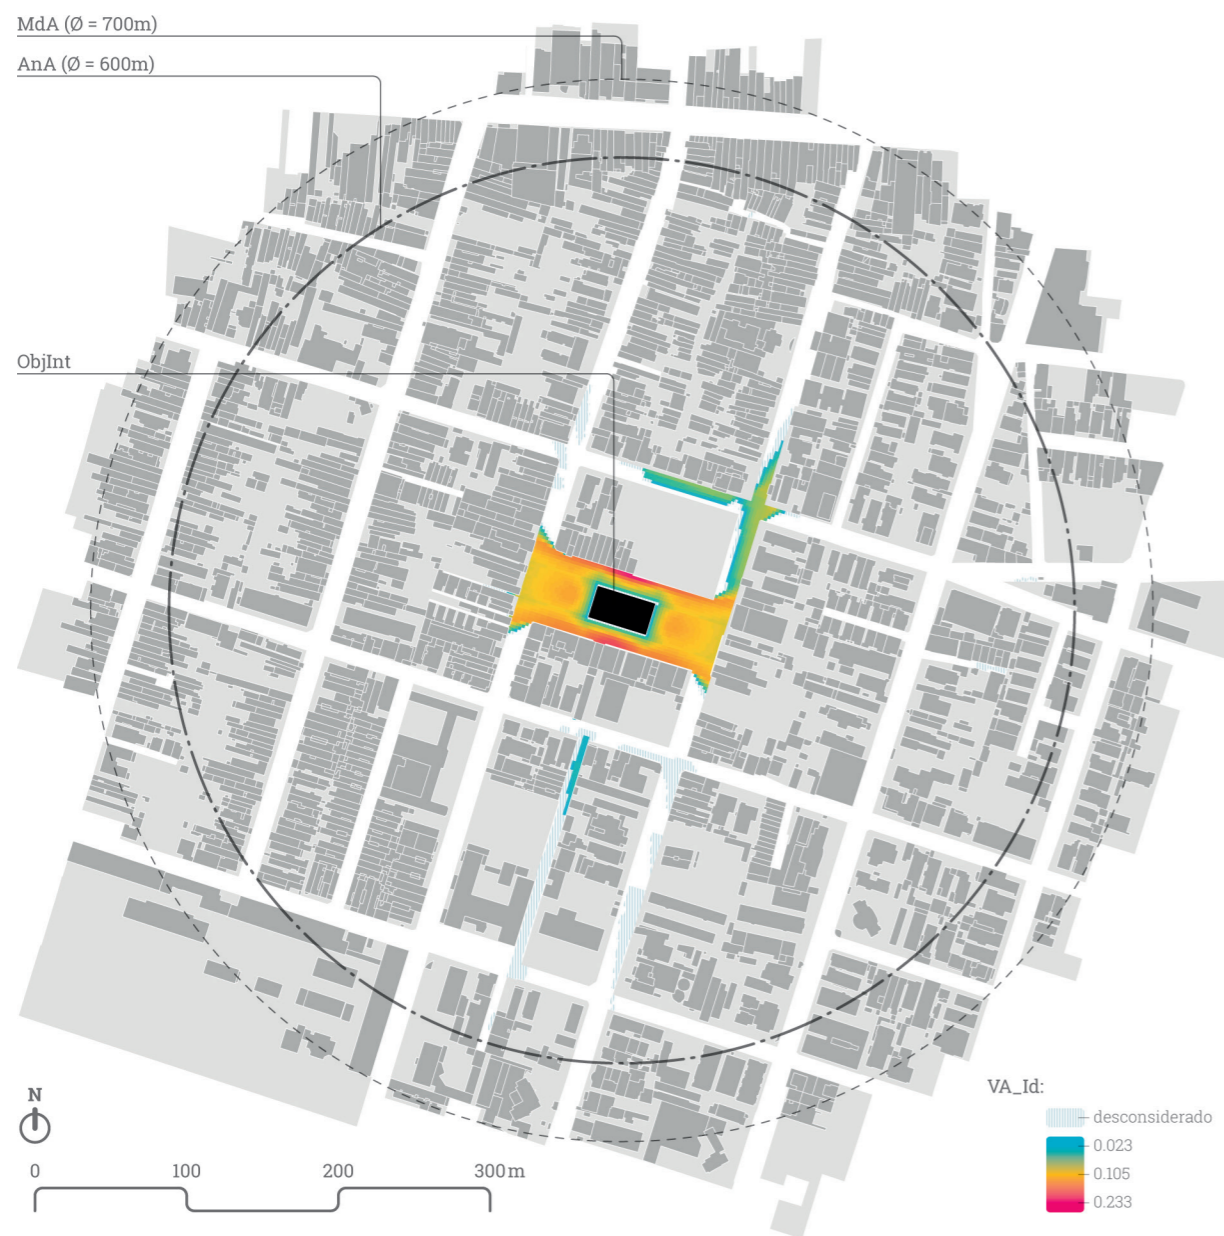 MdA (Ø = 700m)
AnA (Ø = 600m)
ObjInt
VA_Id:
desconsiderado
0.023
0.105
0.233
N
0 100 200 300m